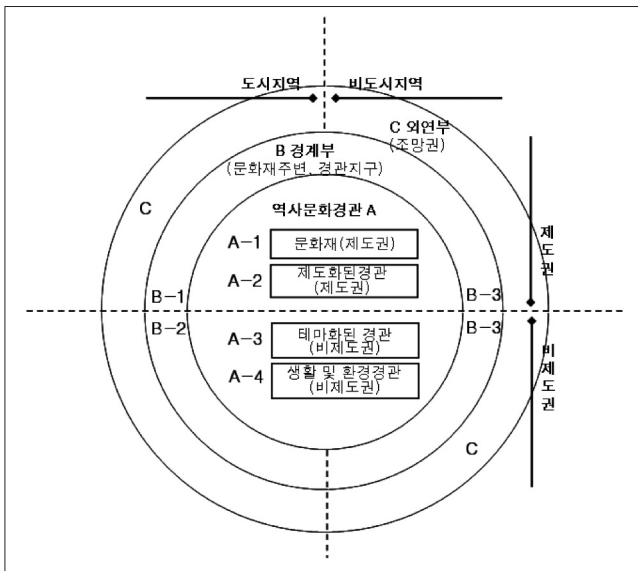 도시지역 비도시지역
C 외연부
(조망권)
B 경계부
(문화재주변, 경관지구)
C
역사문화경관 A
A-1 문화재(제도권)
A-2 제도화된경관
(제도권)
제도권
B-1 B-3
B-2 B-3
A-3 테마화된 경관
(비제도권)
A-4 생활 및 환경경관
(비제도권)
비제도권
C